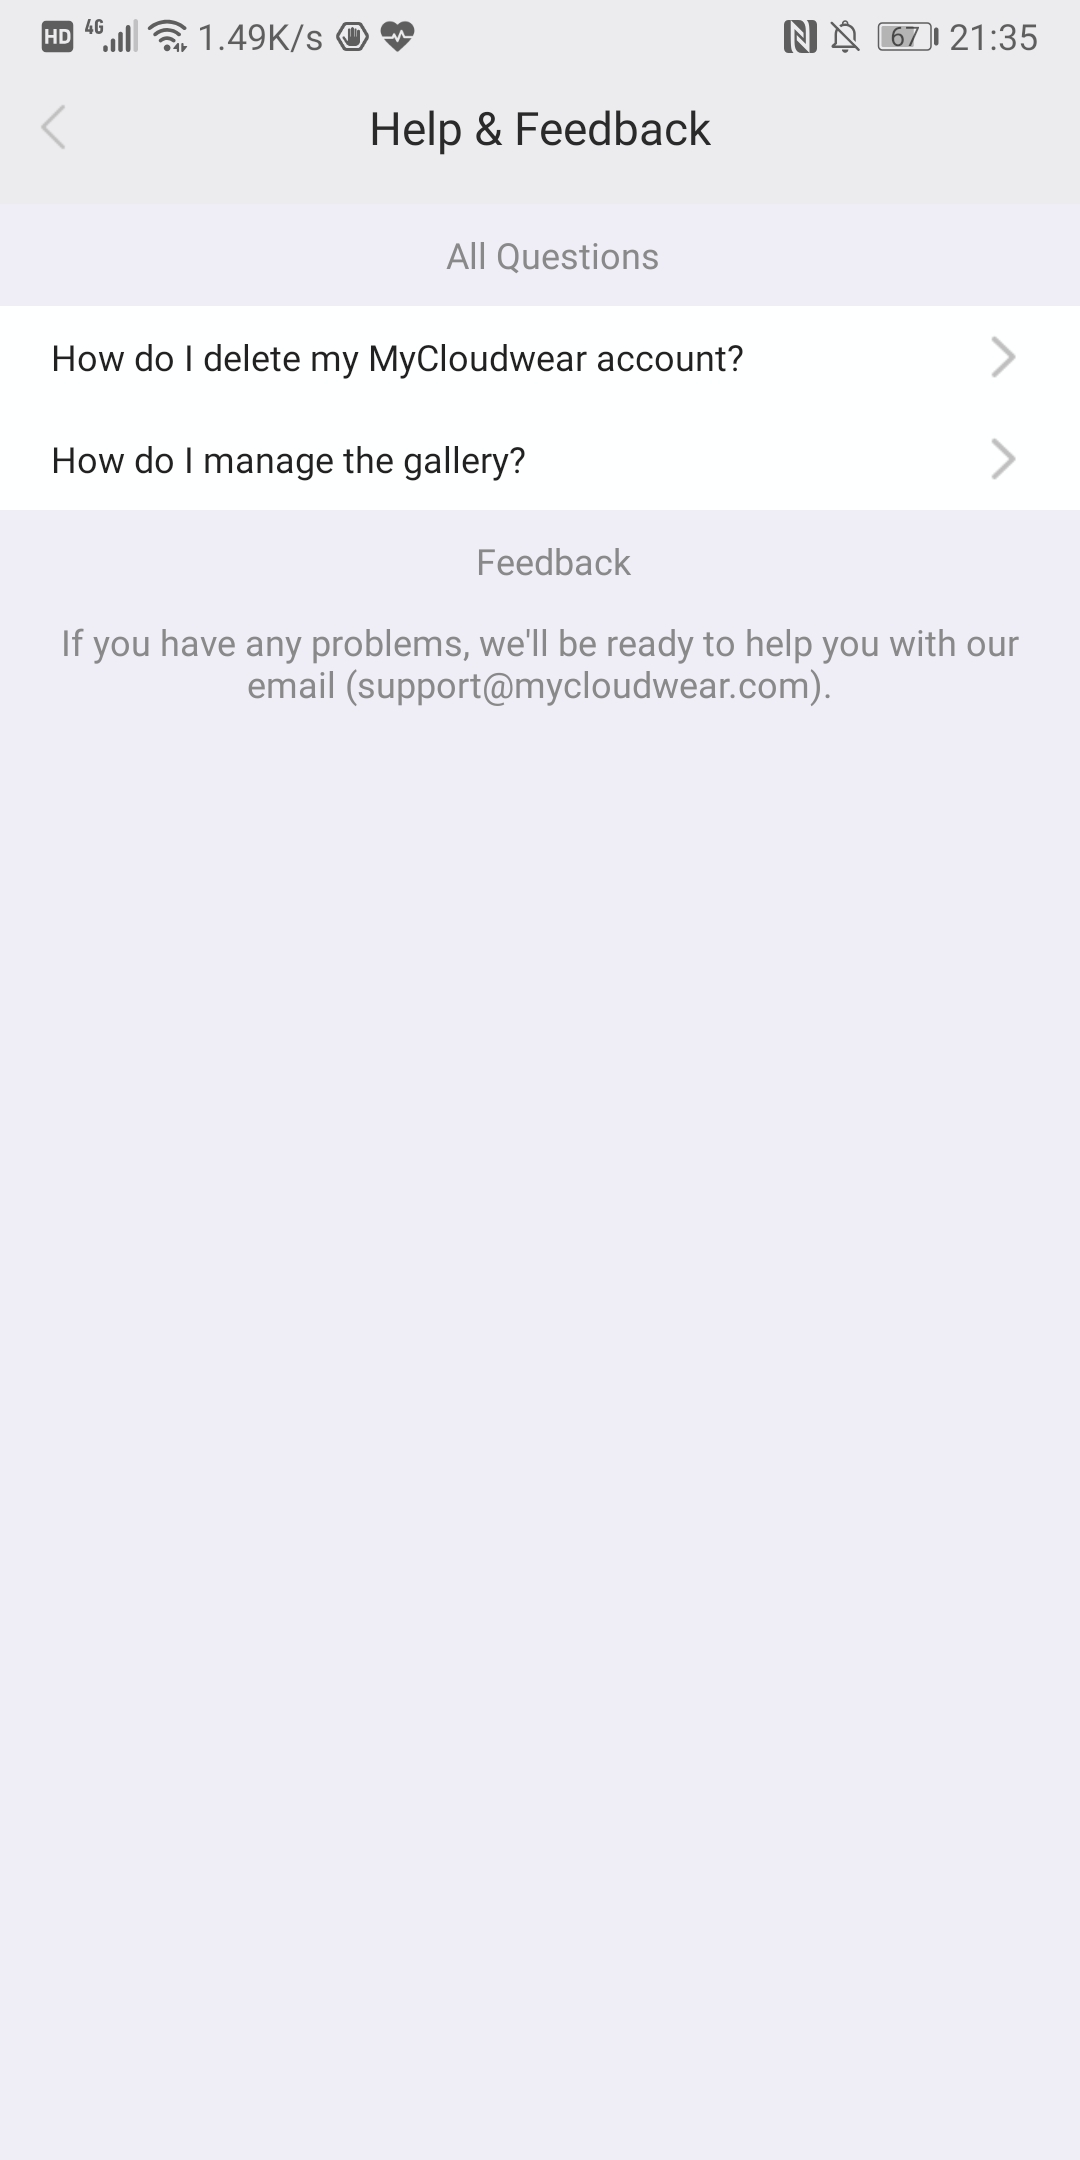 HD 4G 1.49K/s 67 21:35
Help & Feedback
All Questions
How do I delete my MyCloudwear account?
How do I manage the gallery?
Feedback
If you have any problems, we'll be ready to help you with our
email (support@mycloudwear.com).